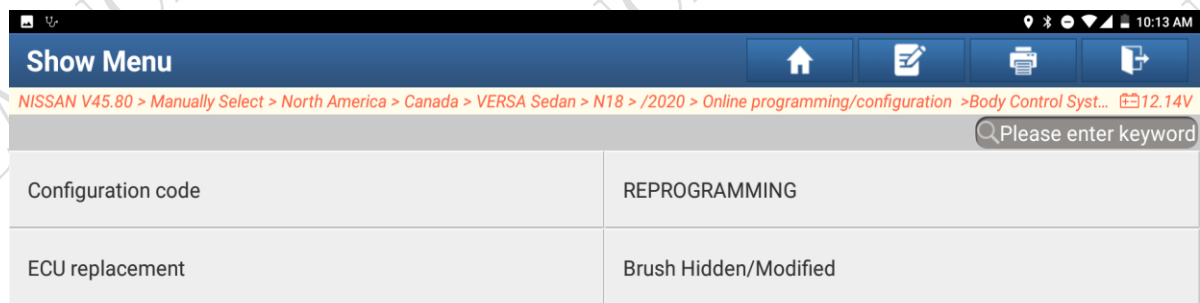 10:13 AM
Show Menu
NISSAN V45.80 > Manually Select > North America > Canada > VERSA Sedan > N18 > /2020 > Online programming/configuration >Body Control Syst... 12.14V
Please enter keyword
Configuration code
REPROGRAMMING
ECU replacement
Brush Hidden/Modified